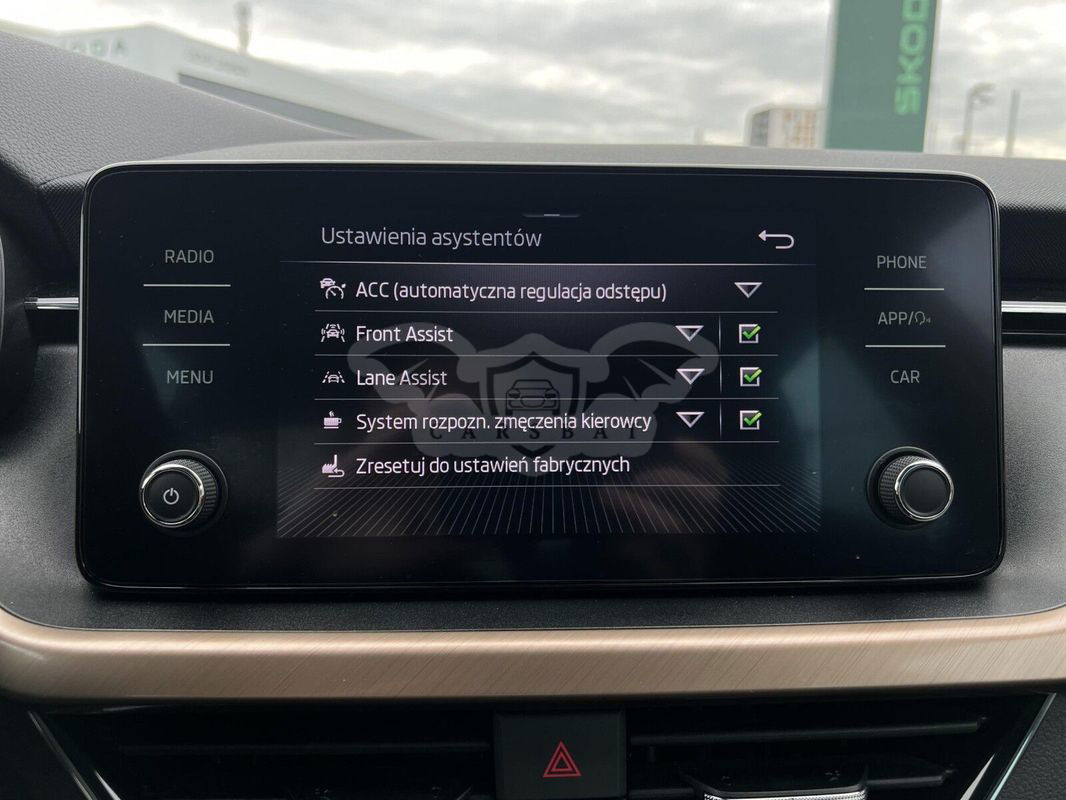 SKODA
RADIO
MEDIA
MENU
Ustawienia asystentów
ACC (automatyczna regulacja odstępu)
Front Assist
Lane Assist
System rozpozn. zmęczenia kierowcy
Zresetuj do ustawień fabrycznych
CARSBAT
PHONE
APP/
CAR